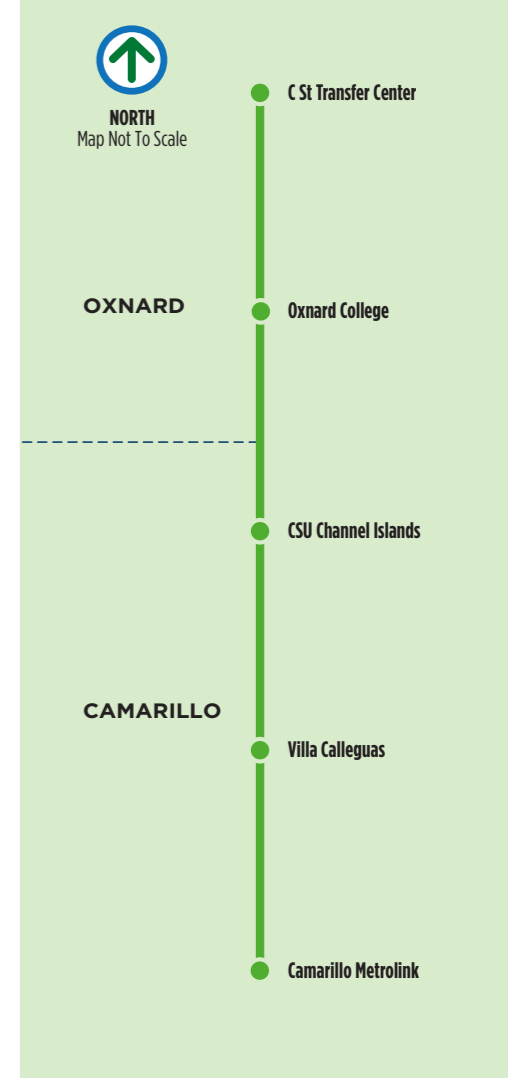 C St Transfer Center
NORTH
Map Not To Scale
OXNARD
Oxnard College
CSU Channel Islands
CAMARILLO
Villa Calleguas
Camarillo Metrolink